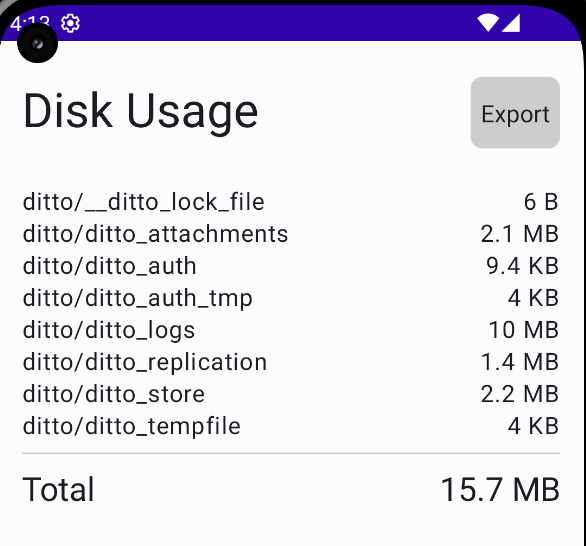 4:13
Disk Usage
Export
ditto/__ditto_lock_file 6 B
ditto/ditto_attachments 2.1 MB
ditto/ditto_auth 9.4 KB
ditto/ditto_auth_tmp 4 KB
ditto/ditto_logs 10 MB
ditto/ditto_replication 1.4 MB
ditto/ditto_store 2.2 MB
ditto/ditto_tempfile 4 KB
Total 15.7 MB